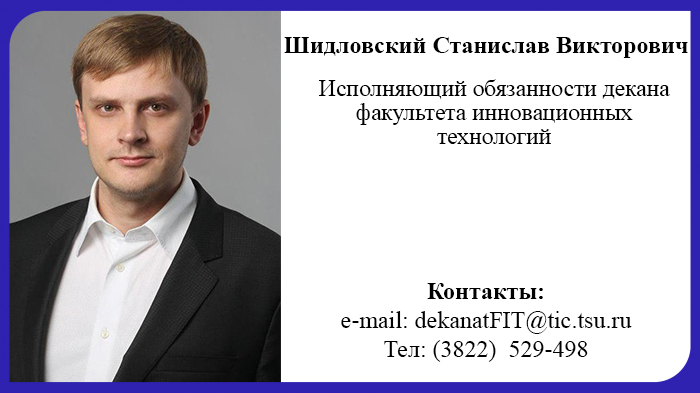 Шидловский Станислав Викторович
Исполняющий обязанности декана
факультета инновационных
технологий
Контакты:
e-mail: dekanatFIT@tic.tsu.ru
Тел: (3822)  529-498